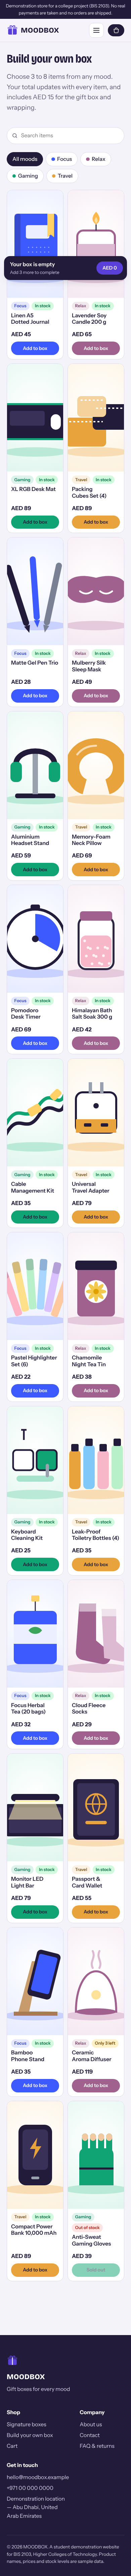 Demonstration store for a college project (BIS 2103). No real
payments are taken and no orders are shipped.
MOODBOX
Build your own box
Choose 3 to 8 items from any mood.
Yours includes AED 15 for the gift box and
wrapping.
Search items
All moods
Focus
Relax
Gaming
Travel
Your box is empty
Add 3 more to complete
AED 0
Focus
In stock
Linen A5
Dotted Journal
AED 45
Add to box
Relax
In stock
Lavender Soy
Candle 200 g
AED 65
Add to box
Gaming
In stock
XL RGB Desk Mat
AED 89
Add to box
Travel
In stock
Packing
Cubes Set (4)
AED 89
Add to box
Focus
In stock
Matte Gel Pen Trio
AED 28
Add to box
Relax
In stock
Mulberry Silk
Sleep Mask
AED 49
Add to box
Gaming
In stock
Aluminium
Headset Stand
AED 59
Add to box
Travel
In stock
Memory-Foam
Neck Pillow
AED 69
Add to box
Focus
In stock
Pomodoro
Desk Timer
AED 69
Add to box
Relax
In stock
Himalayan Bath
Salt Soak 300 g
AED 42
Add to box
Gaming
In stock
Cable
Management Kit
AED 35
Add to box
Travel
In stock
Universal
Travel Adapter
AED 79
Add to box
Focus
In stock
Pastel Highlighter
Set (6)
AED 22
Add to box
Relax
In stock
Chamomile
Night Tea Tin
AED 38
Add to box
Gaming
In stock
Keyboard
Cleaning Kit
AED 25
Add to box
Travel
In stock
Leak-Proof
Toiletry Bottles (4)
AED 35
Add to box
Focus
In stock
Focus Herbal
Tea (20 bags)
AED 32
Add to box
Relax
In stock
Cloud Fleece
Socks
AED 29
Add to box
Gaming
In stock
Monitor LED
Light Bar
AED 79
Add to box
Travel
In stock
Passport &
Card Wallet
AED 55
Add to box
Focus
In stock
Bamboo
Phone Stand
AED 35
Add to box
Relax
Only 5 left
Ceramic
Aroma Diffuser
AED 119
Add to box
Travel
In stock
Compact Power
Bank 10,000 mAh
AED 89
Add to box
Gaming
Out of stock
Anti-Sweat
Gaming Gloves
AED 39
Sold out
MOODBOX
Gift boxes for every mood
Shop
Signature boxes
Build your own box
Cart
Company
About us
Contact
FAQ & returns
Get in touch
hello@moodbox.example
+971 00 000 0000
Demonstration location
— Abu Dhabi, United
Arab Emirates
© 2026 MOODBOX. A student demonstration website
for BIS 2103, Higher Colleges of Technology. Product
names, prices and stock levels are sample data.